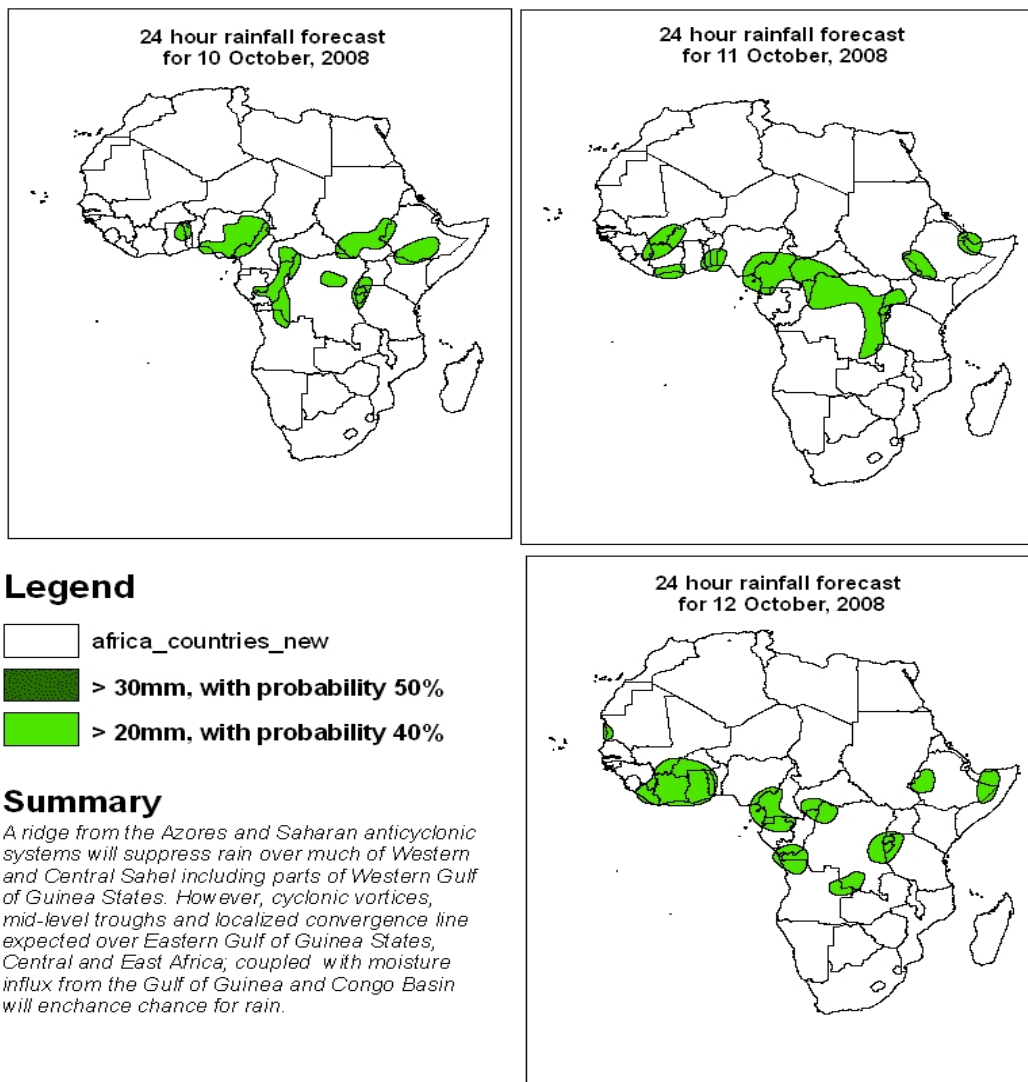 24 hour rainfall forecast
for 10 October, 2008
24 hour rainfall forecast
for 11 October, 2008
Legend
africa_countries_new
> 30mm, with probability 50%
> 20mm, with probability 40%
Summary
A ridge from the Azores and Saharan anticyclonic
systems will suppress rain over much of Western
and Central Sahel including parts of Western Gulf
of Guinea States. However, cyclonic vortices,
mid-level troughs and localized convergence line
expected over Eastern Gulf of Guinea States,
Central and East Africa; coupled with moisture
influx from the Gulf of Guinea and Congo Basin
will enchance chance for rain.
24 hour rainfall forecast
for 12 October, 2008